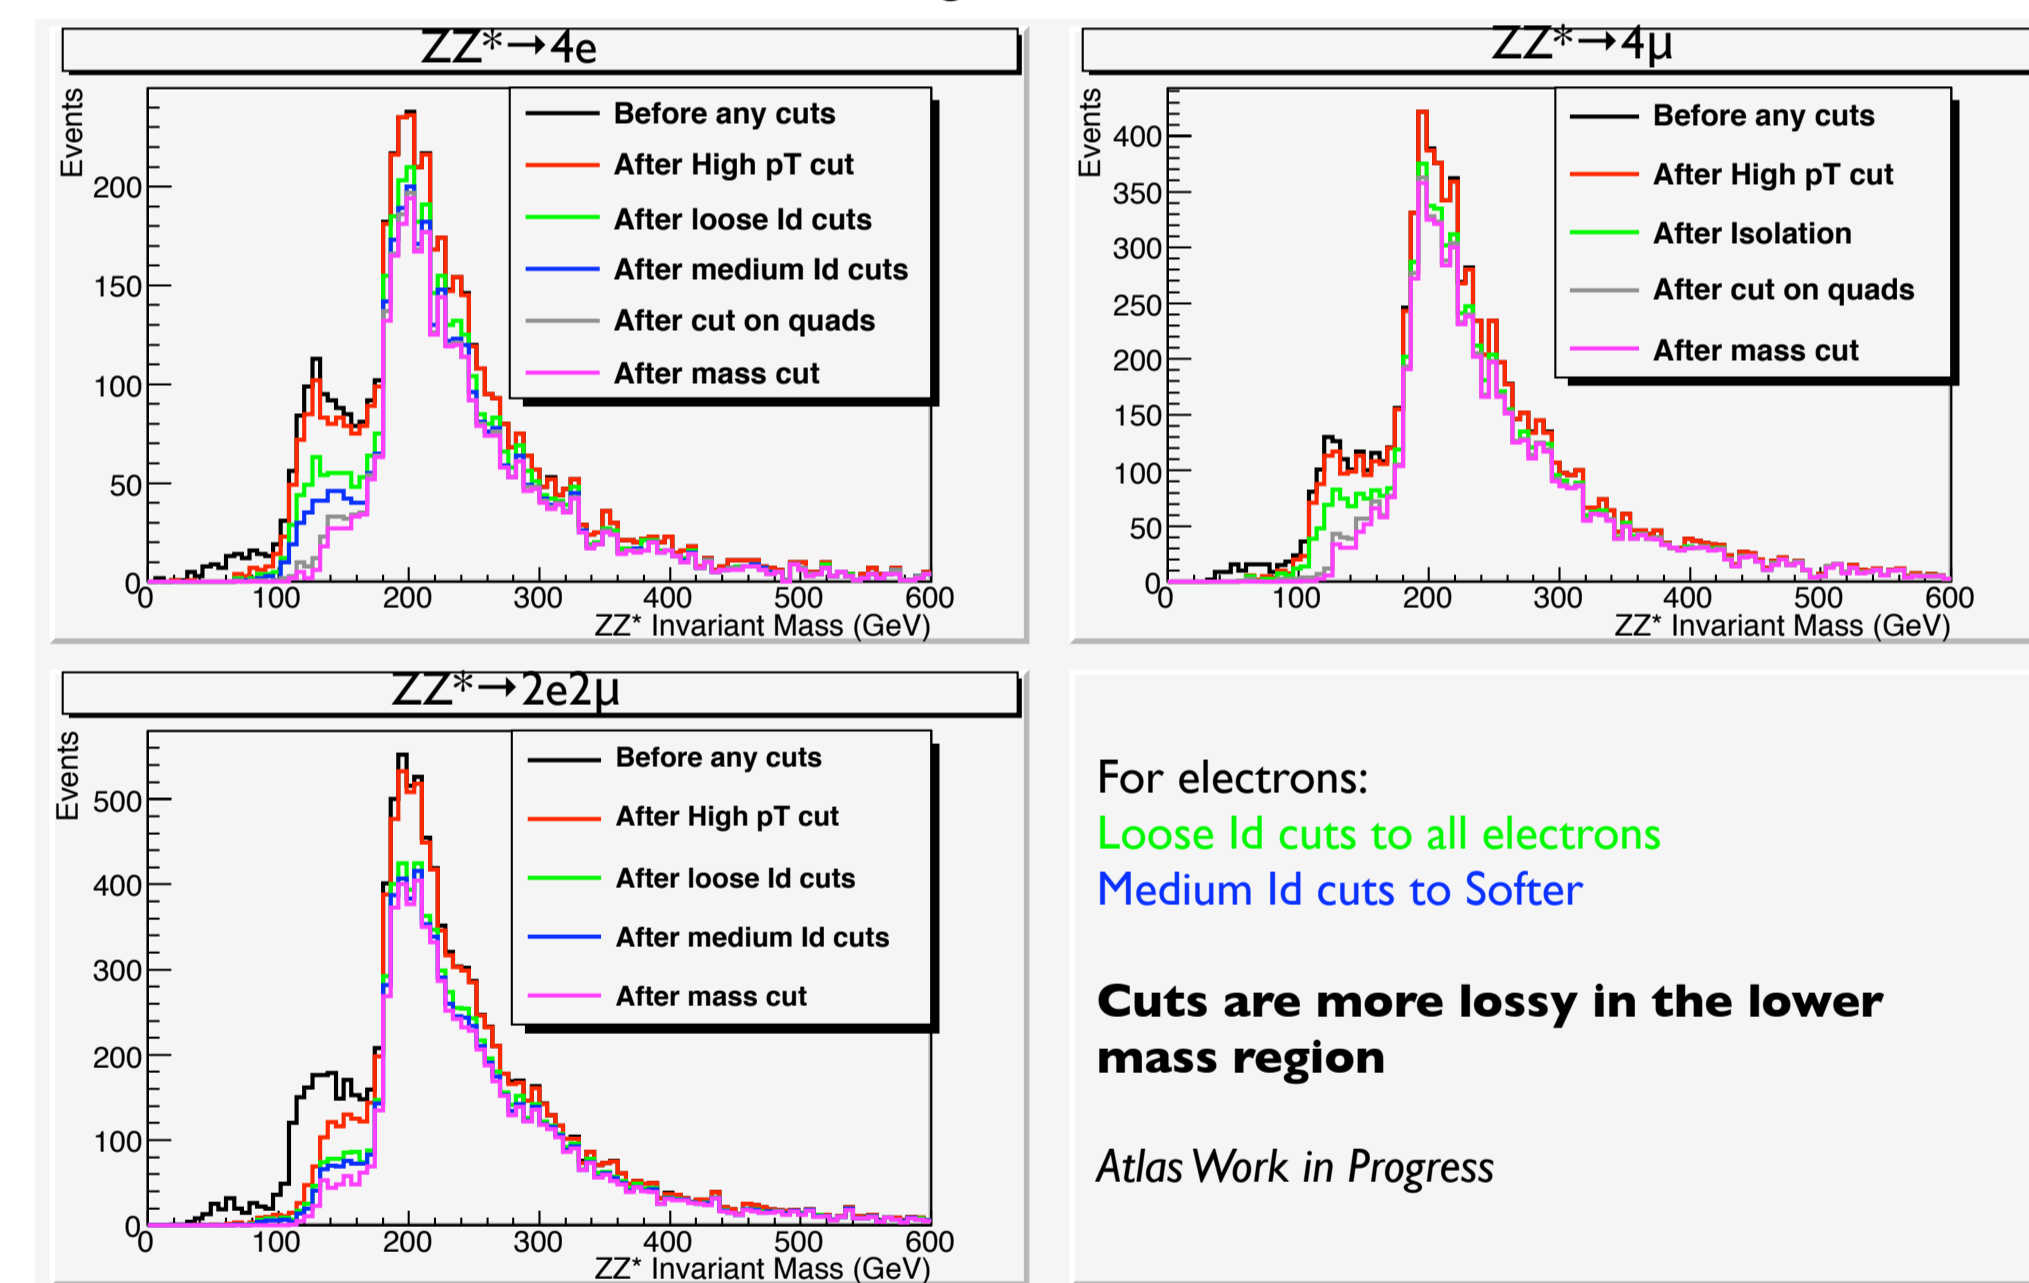 ZZ*→4e
Events
Before any cuts
After High pT cut
After loose Id cuts
After medium Id cuts
After cut on quads
After mass cut
200
150
100
50
0
0 100 200 300 400 500 600
ZZ* Invariant Mass (GeV)
ZZ*→4μ
Events
Before any cuts
After High pT cut
After Isolation
After cut on quads
After mass cut
400
350
300
250
200
150
100
50
0
0 100 200 300 400 500 600
ZZ* Invariant Mass (GeV)
ZZ*→2e2μ
Events
Before any cuts
After High pT cut
After loose Id cuts
After medium Id cuts
After mass cut
500
400
300
200
100
0
0 100 200 300 400 500 600
ZZ* Invariant Mass (GeV)
For electrons:
Loose Id cuts to all electrons
Medium Id cuts to Softer
Cuts are more lossy in the lower
mass region
Atlas Work in Progress